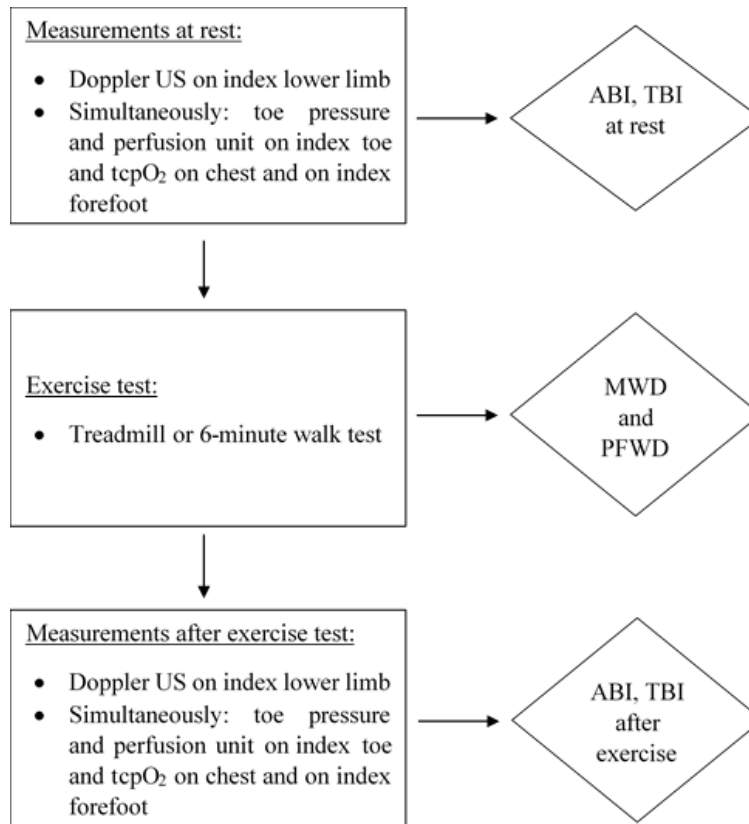 Measurements at rest:
• Doppler US on index lower limb
• Simultaneously: toe pressure
and perfusion unit on index toe
and tcpO₂ on chest and on index
forefoot
ABI, TBI
at rest
Exercise test:
• Treadmill or 6-minute walk test
MWD
and
PFWD
Measurements after exercise test:
• Doppler US on index lower limb
• Simultaneously: toe pressure
and perfusion unit on index toe
and tcpO₂ on chest and on index
forefoot
ABI, TBI
after
exercise